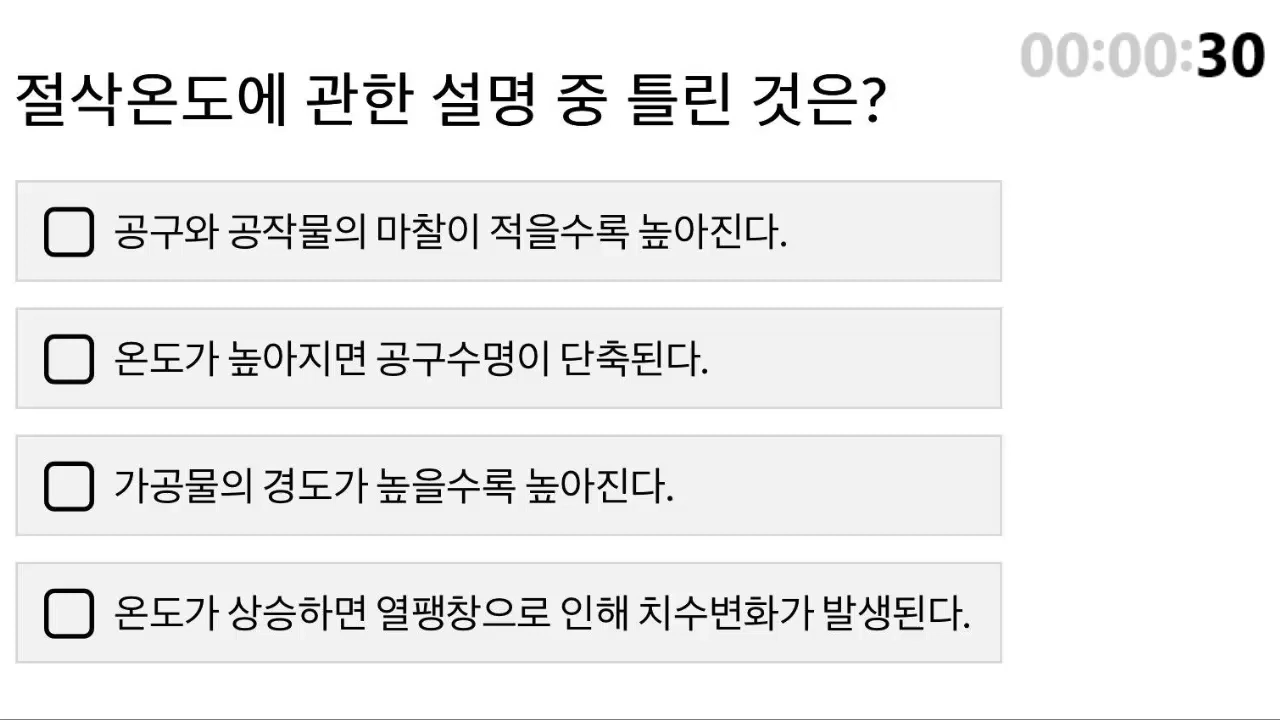 00:00:30
절삭온도에 관한 설명 중 틀린 것은?
공구와 공작물의 마찰이 적을수록 높아진다.
온도가 높아지면 공구수명이 단축된다.
가공물의 경도가 높을수록 높아진다.
온도가 상승하면 열팽창으로 인해 치수변화가 발생된다.